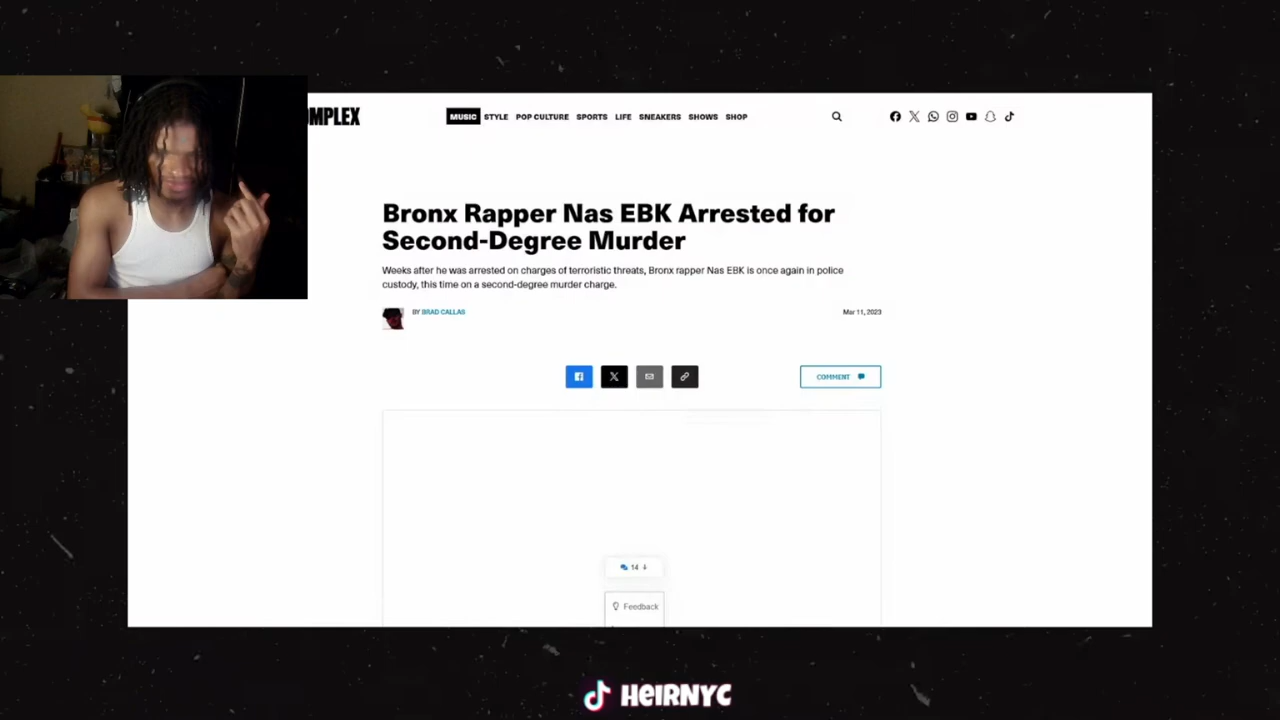 OMPLEX
MUSIC STYLE POP CULTURE SPORTS LIFE SNEAKERS SHOWS SHOP
Bronx Rapper Nas EBK Arrested for
Second-Degree Murder
Weeks after he was arrested on charges of terroristic threats, Bronx rapper Nas EBK is once again in police
custody, this time on a second-degree murder charge.
BY BRAD CALLAS
Mar 11, 2023
COMMENT
14
Feedback
HEIRNYC